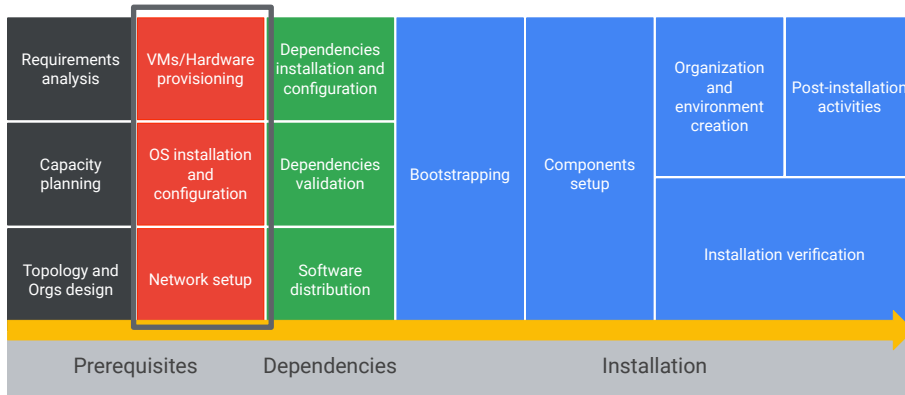 Requirements
analysis
VMs/Hardware
provisioning
Dependencies
installation and
configuration
Organization
and
environment
creation
Post-installation
activities
Capacity
planning
OS installation
and
configuration
Dependencies
validation
Bootstrapping
Components
setup
Topology and
Orgs design
Network setup
Software
distribution
Installation verification
Prerequisites
Dependencies
Installation